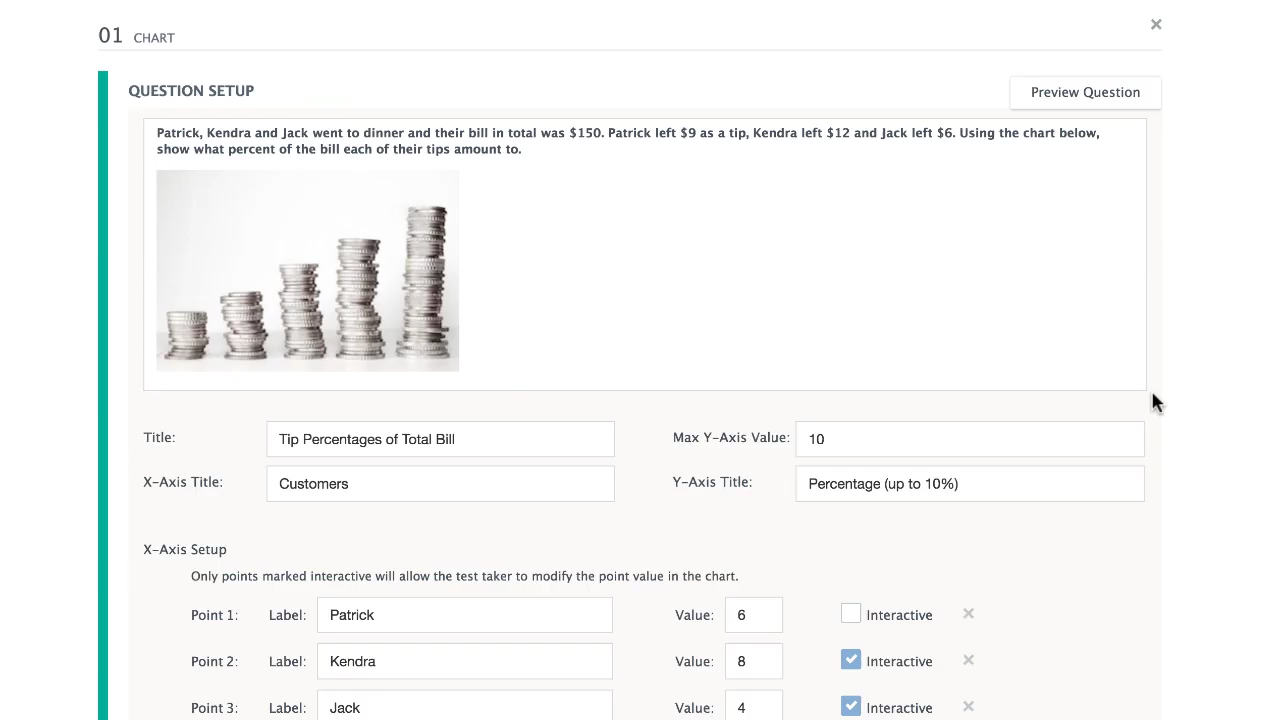 01 CHART
QUESTION SETUP
Preview Question
Patrick, Kendra and Jack went to dinner and their bill in total was $150. Patrick left $9 as a tip, Kendra left $12 and Jack left $6. Using the chart below,
show what percent of the bill each of their tips amount to.
Title: Tip Percentages of Total Bill Max Y-Axis Value: 10
X-Axis Title: Customers Y-Axis Title: Percentage (up to 10%)
X-Axis Setup
Only points marked interactive will allow the test taker to modify the point value in the chart.
Point 1: Label: Patrick Value: 6 Interactive
Point 2: Label: Kendra Value: 8 Interactive
Point 3: Label: Jack Value: 4 Interactive